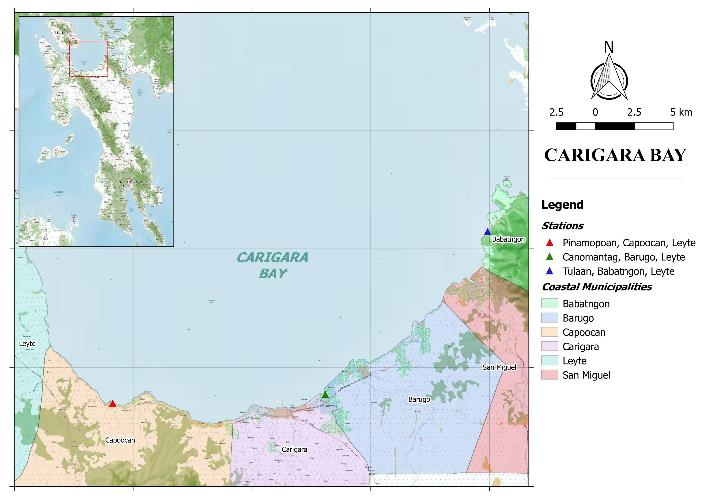 N
2.5 0 2.5 5 km
CARIGARA BAY
Legend
Stations
Pinamopoan, Capoocan, Leyte
Canomantag, Barugo, Leyte
Tulaan, Babatngon, Leyte
Coastal Municipalities
Babatngon
Barugo
Capoocan
Carigara
Leyte
San Miguel
CARIGARA
BAY
Babatngon
Leyte
San Miguel
Barugo
Capoocan
Carigara